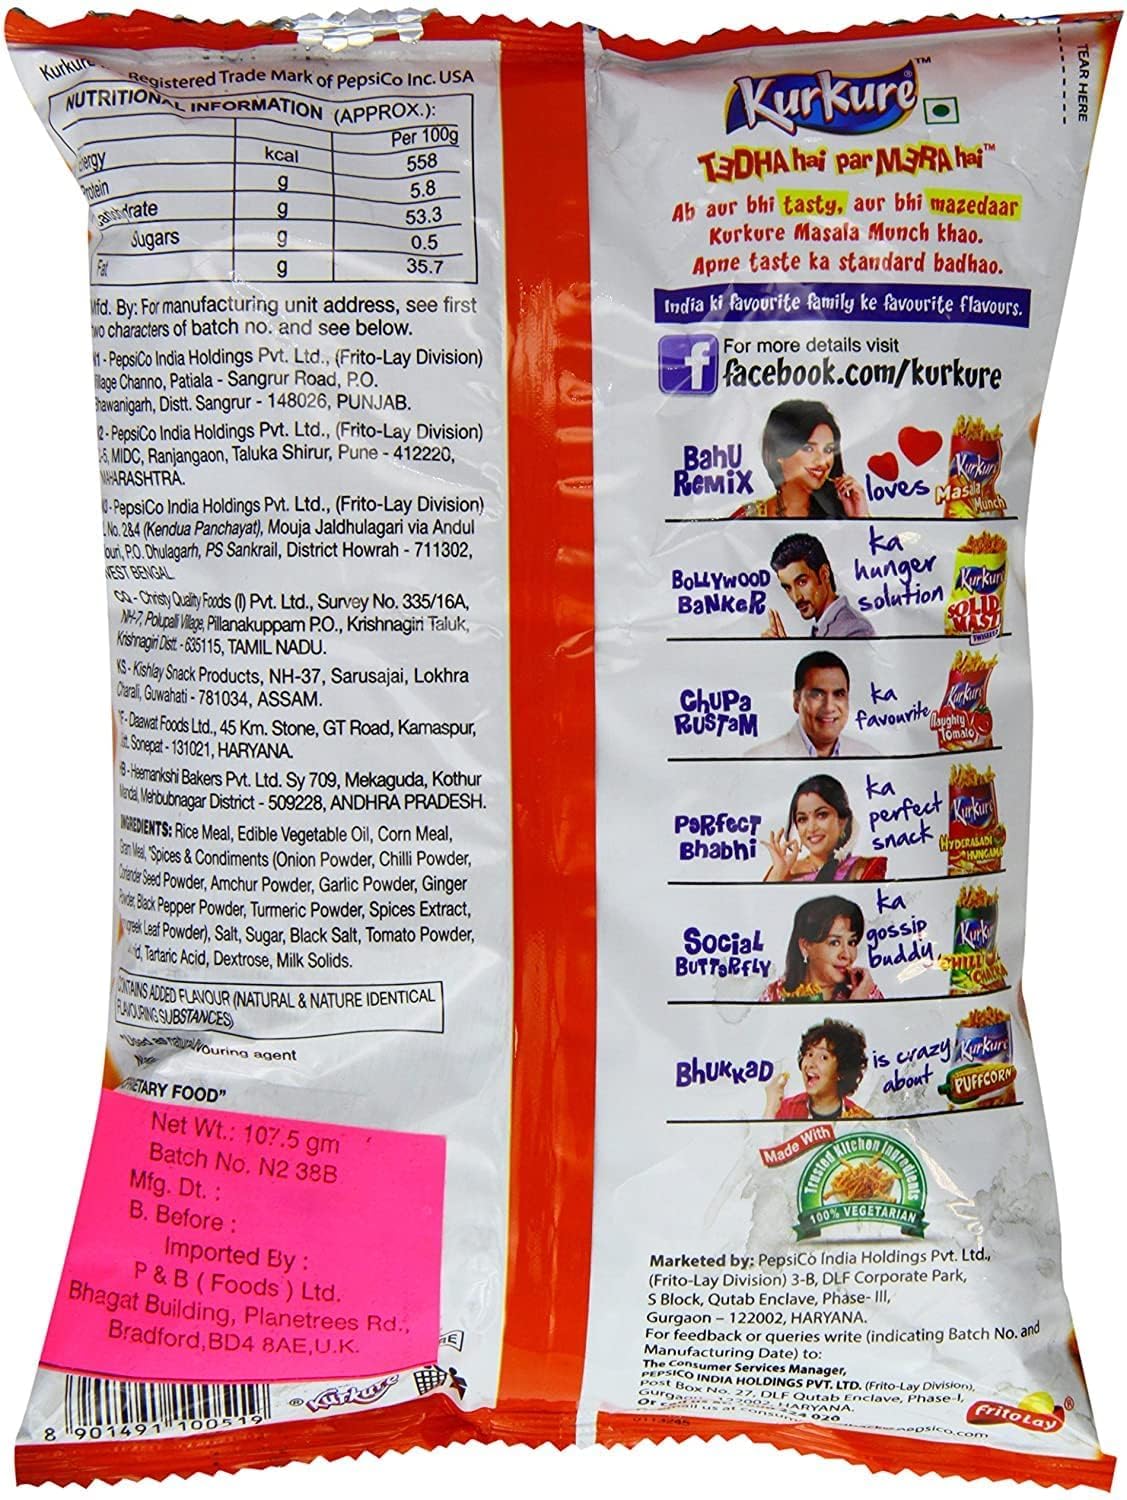 Registered Trade Mark of PepsiCo Inc. USA
NUTRITIONAL INFORMATION (APPROX.):
Per 100g
Energy kcal 558
Protein g 5.8
Carbohydrate g 53.3
Sugars g 0.5
Fat g 35.7
Mfd. By: For manufacturing unit address, see first
two characters of batch no. and see below.
- PepsiCo India Holdings Pvt. Ltd., (Frito-Lay Division)
Village Channo, Patiala - Sangrur Road, P.O.
Bhawanigarh, Distt. Sangrur - 148026, PUNJAB.
- PepsiCo India Holdings Pvt. Ltd., (Frito-Lay Division)
MIDC, Ranjangaon, Taluka Shirur, Pune - 412220,
MAHARASHTRA.
- PepsiCo India Holdings Pvt. Ltd., (Frito-Lay Division)
No. 2&4 (Kendua Panchayat), Mouja Jaldhulagari via Andul
P.O. Dhulagarh, PS Sankrail, District Howrah - 711302,
WEST BENGAL
- Christy Quality Foods (I) Pvt. Ltd., Survey No. 335/16A,
NH-7, Polupalli Village, Pillanakuppam P.O., Krishnagiri Taluk,
Krishnagiri Distt. - 635115, TAMIL NADU.
KS - Kishlay Snack Products, NH-37, Sarusajai, Lokhra
Charali, Guwahati - 781034, ASSAM.
- Daawat Foods Ltd., 45 Km. Stone, GT Road, Kamaspur,
Distt. Sonepat - 131021, HARYANA.
- Heemankshi Bakers Pvt. Ltd. Sy 709, Mekaguda, Kothur
Mandal, Mehbubnagar District - 509228, ANDHRA PRADESH.
INGREDIENTS: Rice Meal, Edible Vegetable Oil, Corn Meal,
Gram Meal, *Spices & Condiments (Onion Powder, Chilli Powder,
Coriander Seed Powder, Amchur Powder, Garlic Powder, Ginger
Powder, Black Pepper Powder, Turmeric Powder, Spices Extract,
Leaf Powder), Salt, Sugar, Black Salt, Tomato Powder,
Tartaric Acid, Dextrose, Milk Solids.
CONTAINS ADDED FLAVOUR (NATURAL & NATURE IDENTICAL
FLAVOURING SUBSTANCES)
*Used as natural flavouring agent
FOOD"
Net Wt.: 107.5 gm
Batch No. N2 38B
Mfg. Dt. :
B. Before :
Imported By :
P & B ( Foods ) Ltd.
Bhagat Building, Planetrees Rd.,
Bradford,BD4 8AE,U.K.
Kurkure®
8 901491 100519
TEAR HERE
Kurkure®™
TEDHA hai par MERA hai™
Ab aur bhi tasty, aur bhi mazedaar
Kurkure Masala Munch khao.
Apne taste ka standard badhao.
India ki favourite family ke favourite flavours.
f
For more details visit
facebook.com/kurkure
BahU ReMiX loves Kurkure Masala Munch
BoLLYWOOD BaNKeR ka hunger solution Kurkure SOLID MASTI TWISTEEZ
ChUPa RUSTaM ka favourite Kurkure Naughty Tomato
PeRfecT Bhabhi ka perfect snack Kurkure HYDERABADI HUNGAMA
SociaL BUTTeRfLy ka gossip buddy Kurkure CHILLI CHATKA
BhUKKaD is crazy about Kurkure PUFFCORN
Made With
Trusted Kitchen Ingredients
100% VEGETARIAN
Marketed by: PepsiCo India Holdings Pvt. Ltd.,
(Frito-Lay Division) 3-B, DLF Corporate Park,
S Block, Qutab Enclave, Phase- III,
Gurgaon – 122002, HARYANA.
For feedback or queries write (indicating Batch No. and
Manufacturing Date) to:
The Consumer Services Manager,
PEPSICO INDIA HOLDINGS PVT. LTD. (Frito-Lay Division),
Post Box No. 27, DLF Qutab Enclave, Phase-I,
Gurgaon 122002, HARYANA.
Fritolay®